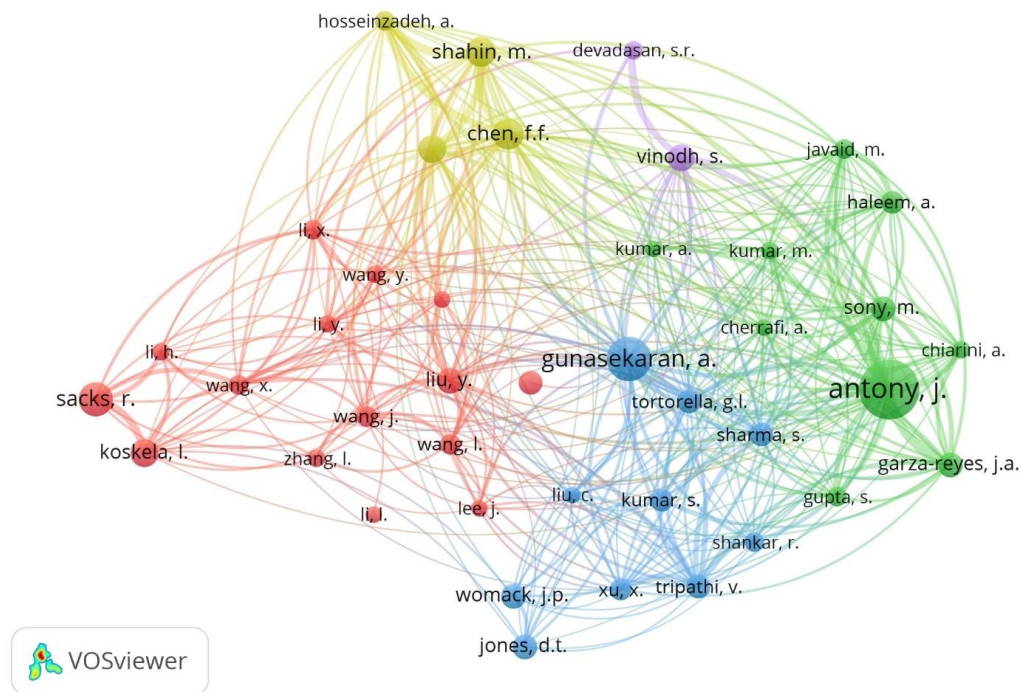 hosseinzadeh, a.
shahin, m.
devadasan, s.r.
chen, f.f.
vinodh, s.
javaid, m.
haleem, a.
li, x.
kumar, a.
kumar, m.
wang, y.
sony, m.
li, y.
cherrafi, a.
li, h.
gunasekaran, a.
chiarini, a.
wang, x.
liu, y.
sacks, r.
antony, j.
tortorella, g.l.
wang, j.
sharma, s.
koskela, l.
wang, l.
zhang, l.
garza-reyes, j.a.
liu, c.
kumar, s.
gupta, s.
li, l.
lee, j.
shankar, r.
womack, j.p.
xu, x.
tripathi, v.
jones, d.t.
VOSviewer